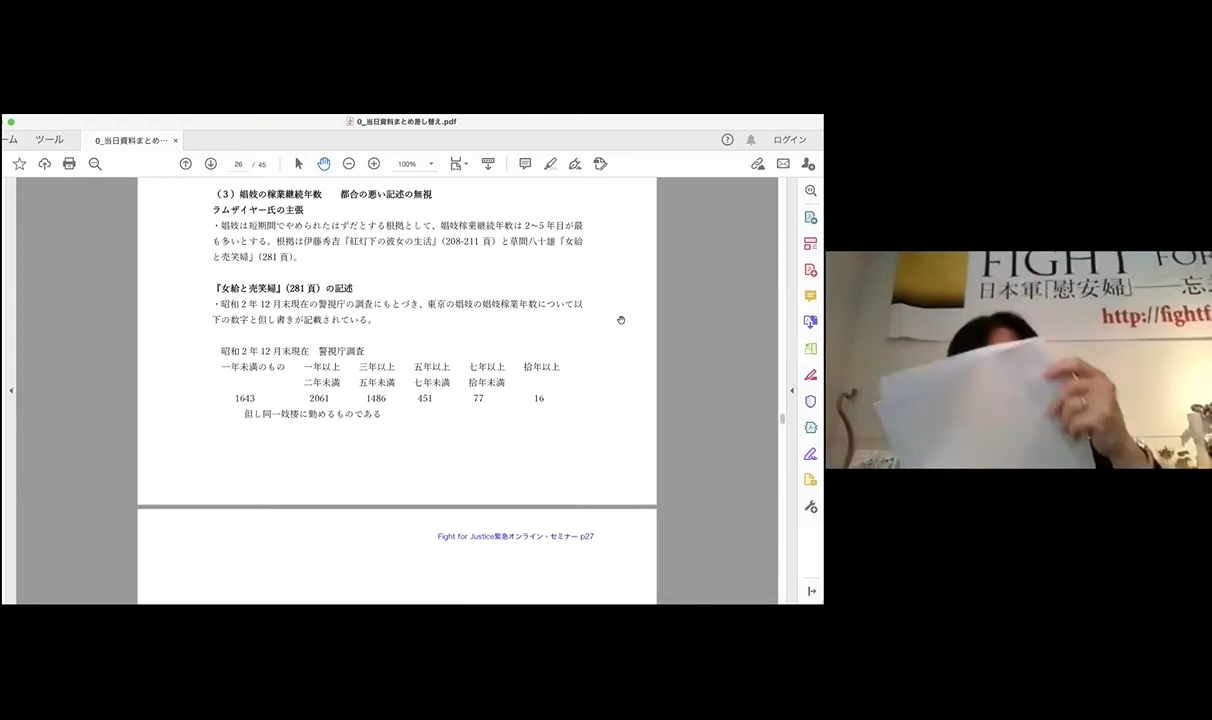 0_当日資料まとめ差し替え.pdf
ーム ツール 0_当日資料まとめ… × ログイン
26 / 45 100%
（３）娼妓の稼業継続年数 都合の悪い記述の無視
ラムザイヤー氏の主張
・娼妓は短期間でやめられたはずだとする根拠として、娼妓稼業継続年数は 2～5 年目が最
も多いとする。根拠は伊藤秀吉『紅灯下の彼女の生活』（208-211 頁）と草間八十雄『女給
と売笑婦』（281 頁）。
『女給と売笑婦』（281 頁）の記述
・昭和 2 年 12 月末現在の警視庁の調査にもとづき、東京の娼妓の娼妓稼業年数について以
下の数字と但し書きが記載されている。
昭和 2 年 12 月末現在 警視庁調査
一年未満のもの 一年以上 三年以上 五年以上 七年以上 拾年以上
二年未満 五年未満 七年未満 拾年未満
1643 2061 1486 451 77 16
但し同一妓楼に勤めるものである
Fight for Justice緊急オンライン・セミナー p27
FIGHT FOR
日本軍「慰安婦」――忘
http://fightf